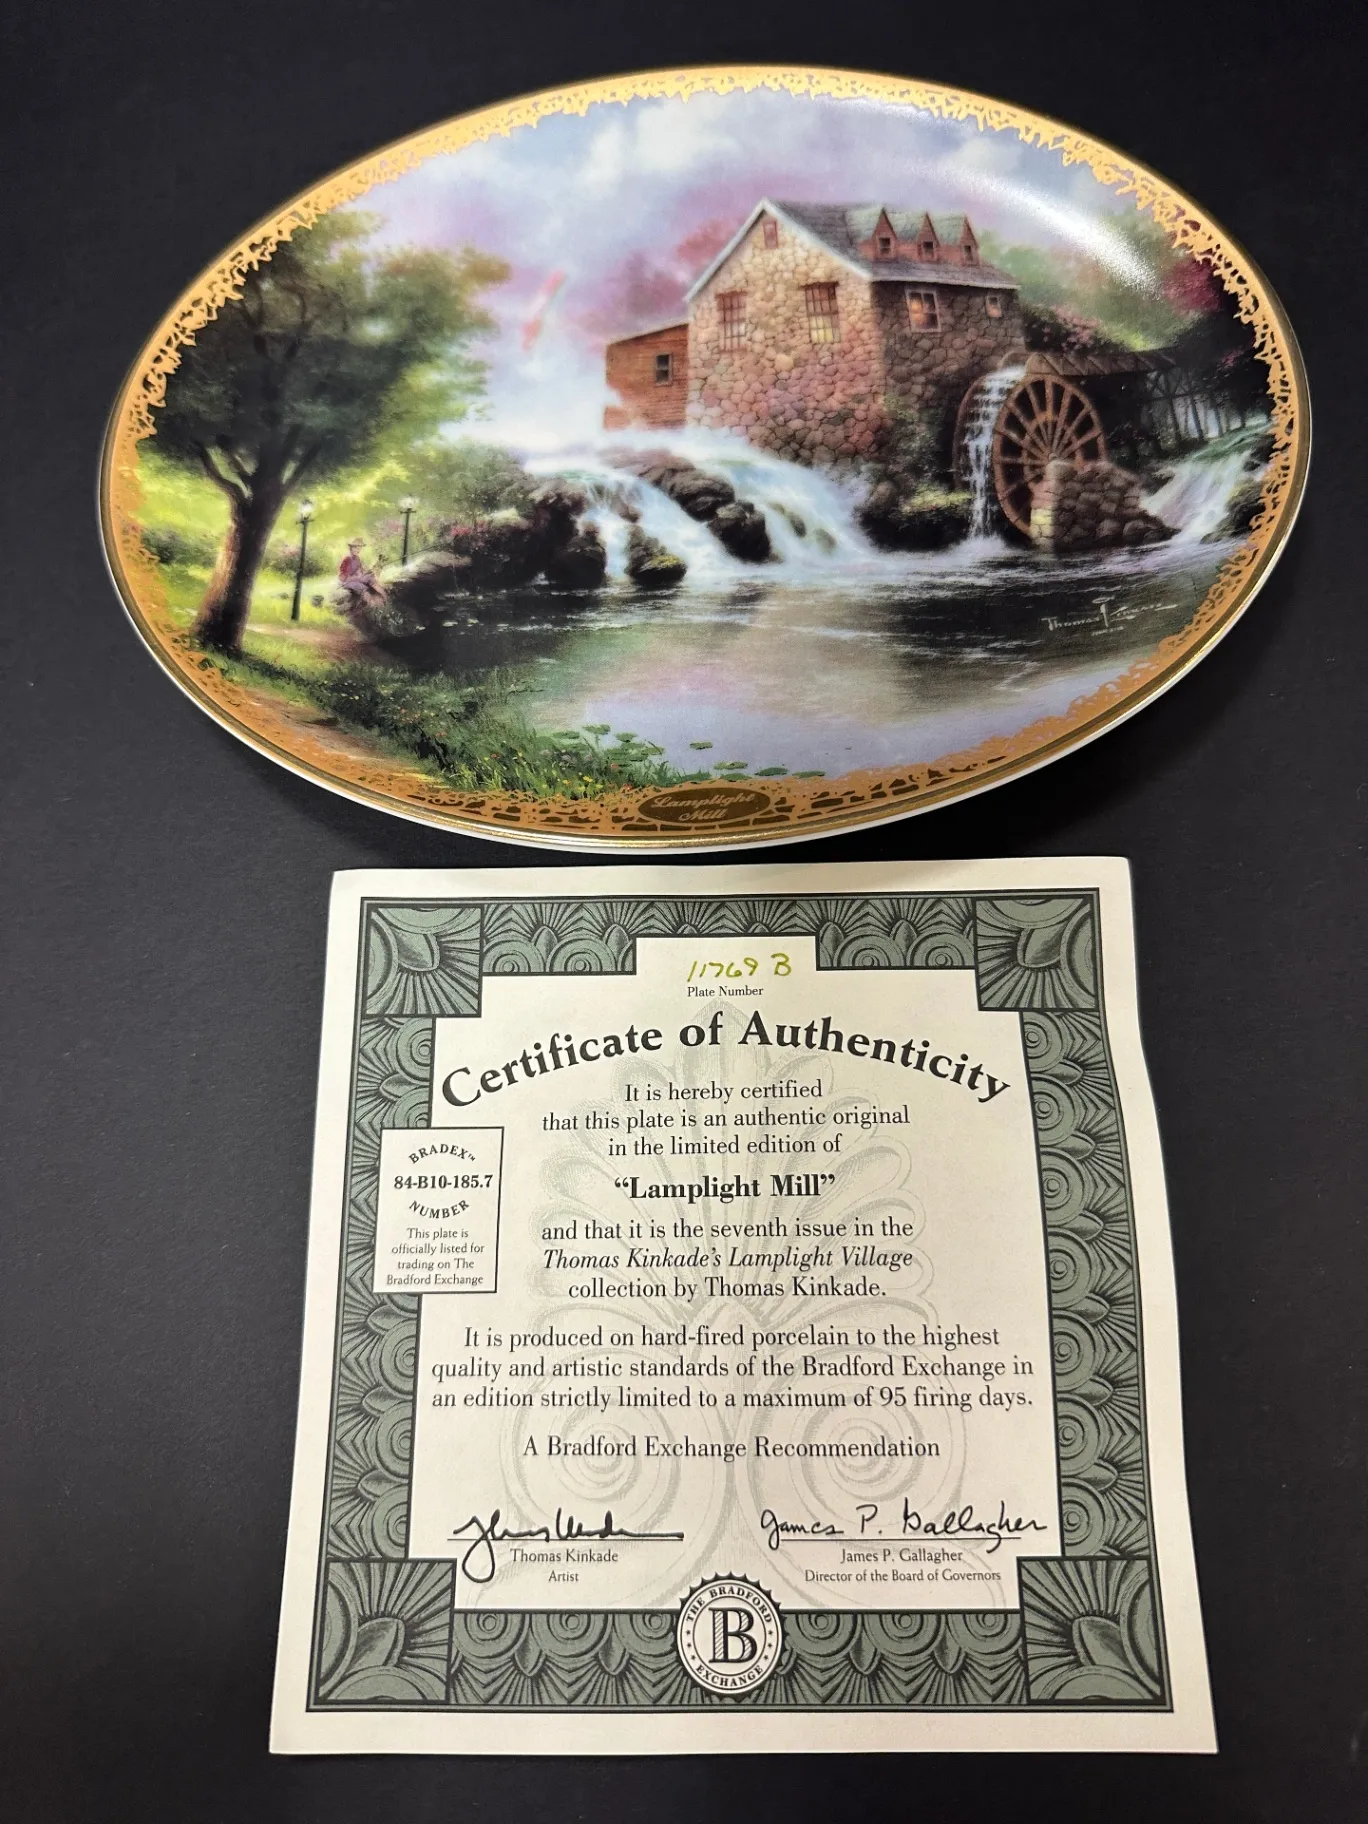 Thomas Kinkade
Lamplight
Mill
11769 B
Plate Number
Certificate of Authenticity
It is hereby certified
that this plate is an authentic original
in the limited edition of
“Lamplight Mill”
and that it is the seventh issue in the
Thomas Kinkade’s Lamplight Village
collection by Thomas Kinkade.
BRADEX™
84-B10-185.7
NUMBER
This plate is
officially listed for
trading on The
Bradford Exchange
It is produced on hard-fired porcelain to the highest
quality and artistic standards of the Bradford Exchange in
an edition strictly limited to a maximum of 95 firing days.
A Bradford Exchange Recommendation
James P. Gallagher
Thomas Kinkade
Artist
James P. Gallagher
Director of the Board of Governors
THE BRADFORD
B
EXCHANGE